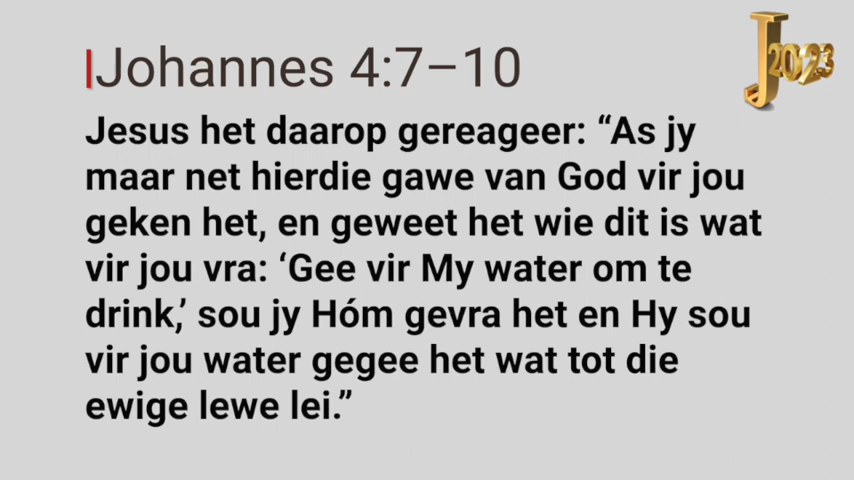 Johannes 4:7–10
J2023
Jesus het daarop gereageer: “As jy
maar net hierdie gawe van God vir jou
geken het, en geweet het wie dit is wat
vir jou vra: ‘Gee vir My water om te
drink,’ sou jy Hóm gevra het en Hy sou
vir jou water gegee het wat tot die
ewige lewe lei.”